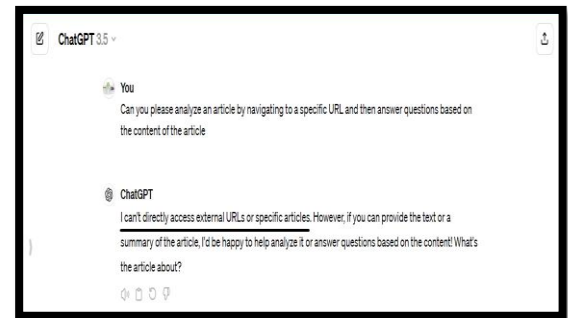 ChatGPT 3.5
You
Can you please analyze an article by navigating to a specific URL and then answer questions based on
the content of the article
ChatGPT
I can't directly access external URLs or specific articles. However, if you can provide the text or a
summary of the article, I'd be happy to help analyze it or answer questions based on the content! What's
the article about?